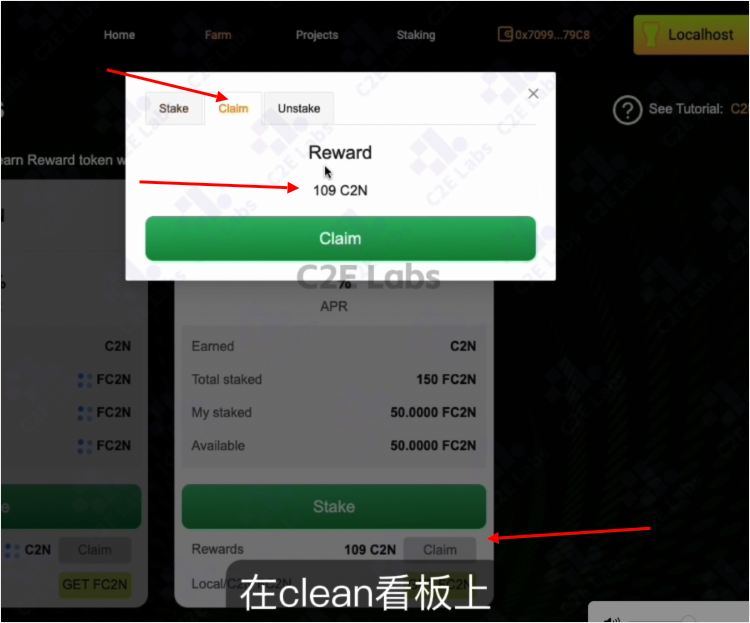 Home Farm Projects Staking 0x7099...79C8 Localhost
Stake Claim Unstake
See Tutorial: C2
earn Reward token w
Reward
109 C2N
Claim
C2E Labs
%
APR
C2N
Earned C2N
FC2N
Total staked 150 FC2N
FC2N
My staked 50.0000 FC2N
FC2N
Available 50.0000 FC2N
Stake
C2N Claim
Rewards 109 C2N Claim
GET FC2N
Local/C2
在clean看板上